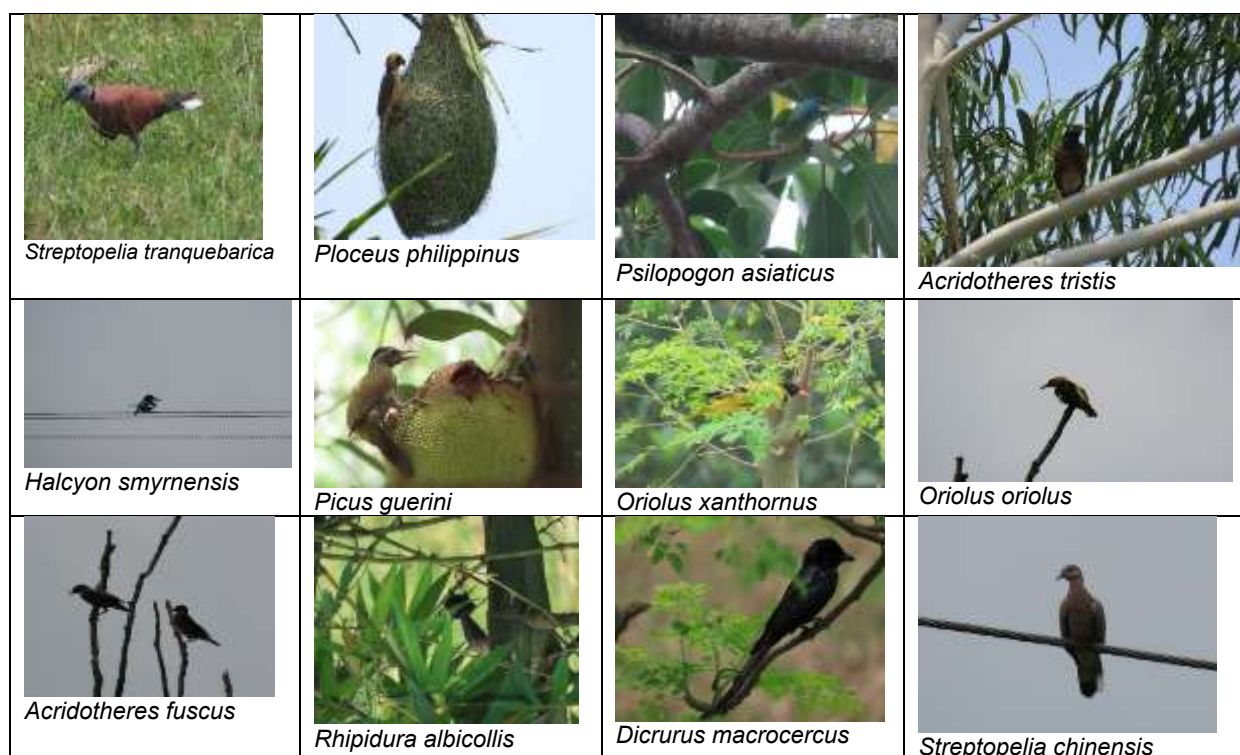 Streptopelia tranquebarica
Ploceus philippinus
Psilopogon asiaticus
Acridotheres tristis
Halcyon smyrnensis
Picus guerini
Oriolus xanthornus
Oriolus oriolus
Acridotheres fuscus
Rhipidura albicollis
Dicrurus macrocercus
Streptopelia chinensis